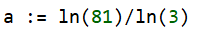 a := ln(81)/ln(3)